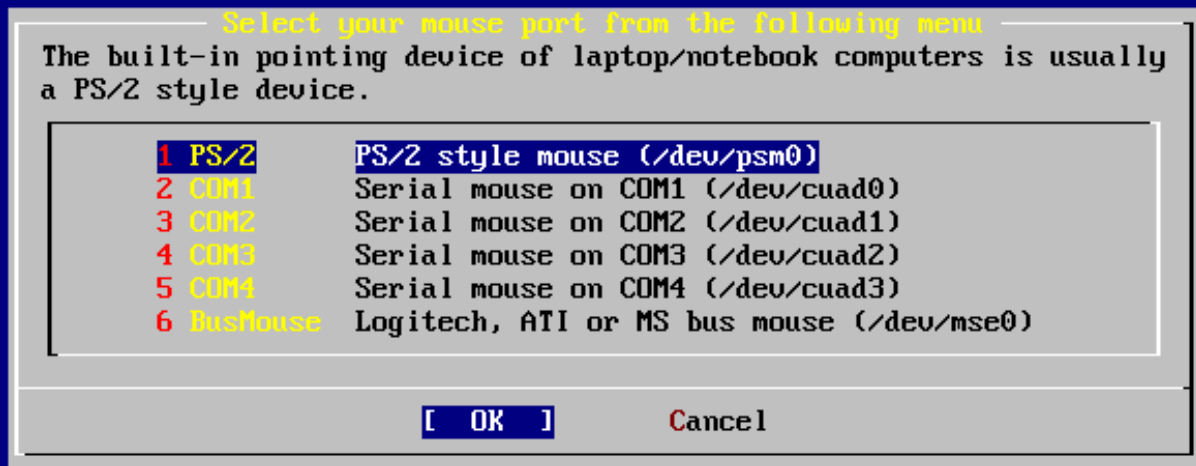 Select your mouse port from the following menu
The built-in pointing device of laptop/notebook computers is usually
a PS/2 style device.
1 PS/2 PS/2 style mouse (/dev/psm0)
2 COM1 Serial mouse on COM1 (/dev/cuad0)
3 COM2 Serial mouse on COM2 (/dev/cuad1)
4 COM3 Serial mouse on COM3 (/dev/cuad2)
5 COM4 Serial mouse on COM4 (/dev/cuad3)
6 BusMouse Logitech, ATI or MS bus mouse (/dev/mse0)
[ OK ] Cancel